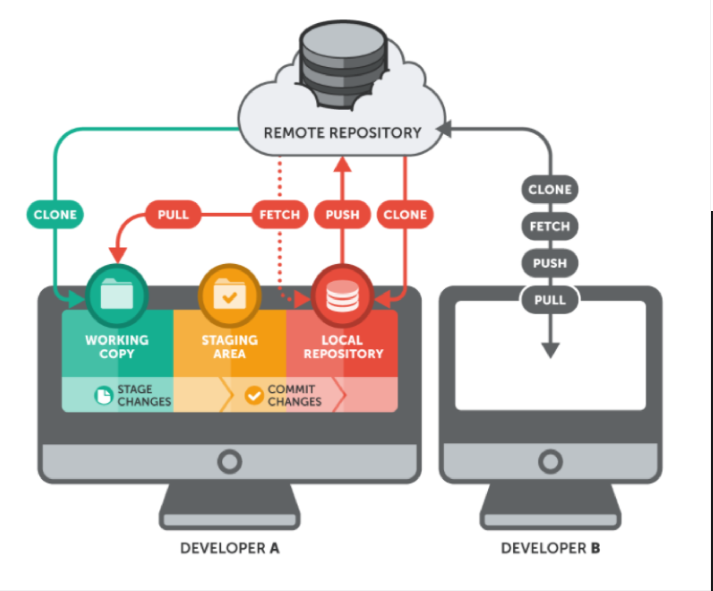 REMOTE REPOSITORY
CLONE
PULL
FETCH
PUSH
CLONE
CLONE
FETCH
PUSH
PULL
WORKING
COPY
STAGING
AREA
LOCAL
REPOSITORY
STAGE
CHANGES
COMMIT
CHANGES
DEVELOPER A
DEVELOPER B